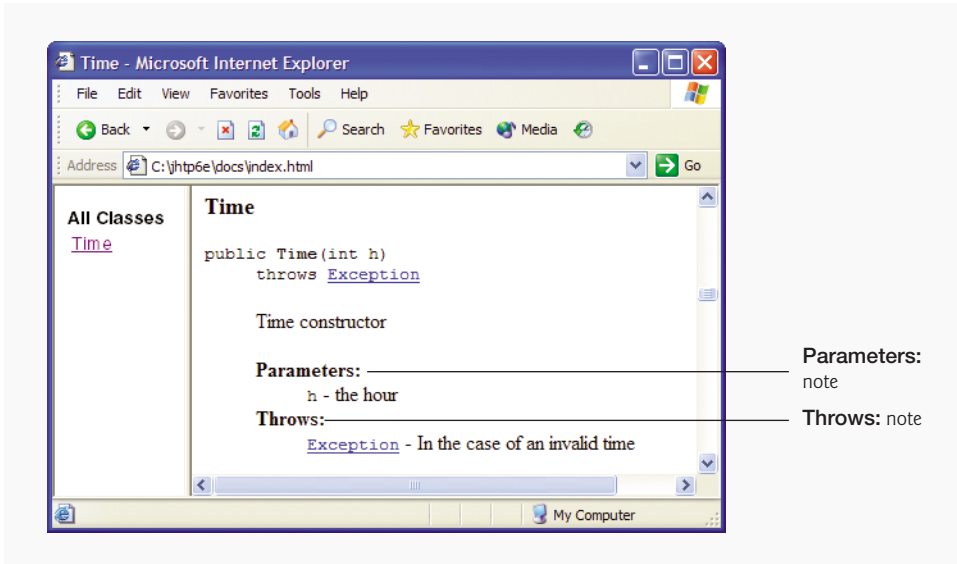 Time - Microsoft Internet Explorer
File Edit View Favorites Tools Help
Back Search Favorites Media
Address C:\jhtp6e\docs\index.html Go
All Classes
Time
Time
public Time(int h)
throws Exception
Time constructor
Parameters:
h - the hour
Throws:
Exception - In the case of an invalid time
My Computer
Parameters:
note
Throws: note